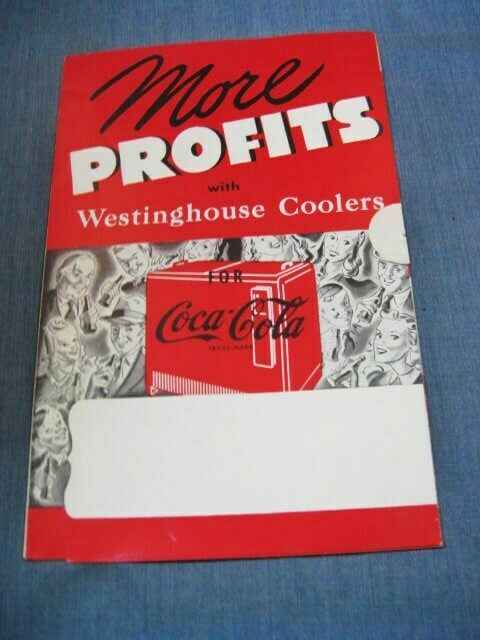 More
PROFITS
with
Westinghouse Coolers
FOR
Coca-Cola
TRADE-MARK